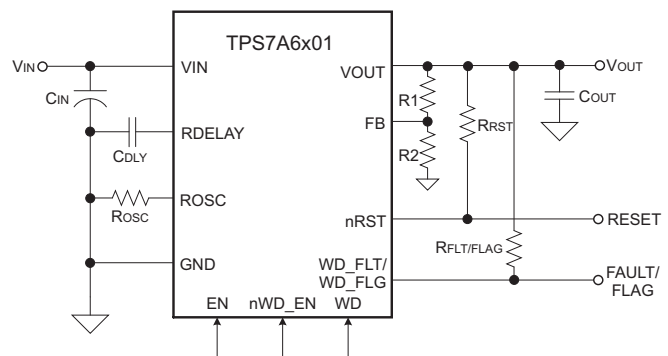 TPS7A6x01
VIN
VIN
VOUT
VOUT
CIN
R1
COUT
RDELAY
FB
RRST
CDLY
R2
ROSC
ROSC
nRST
RESET
RFLT/FLAG
GND
WD_FLT/
WD_FLG
FAULT/
FLAG
EN
nWD_EN
WD